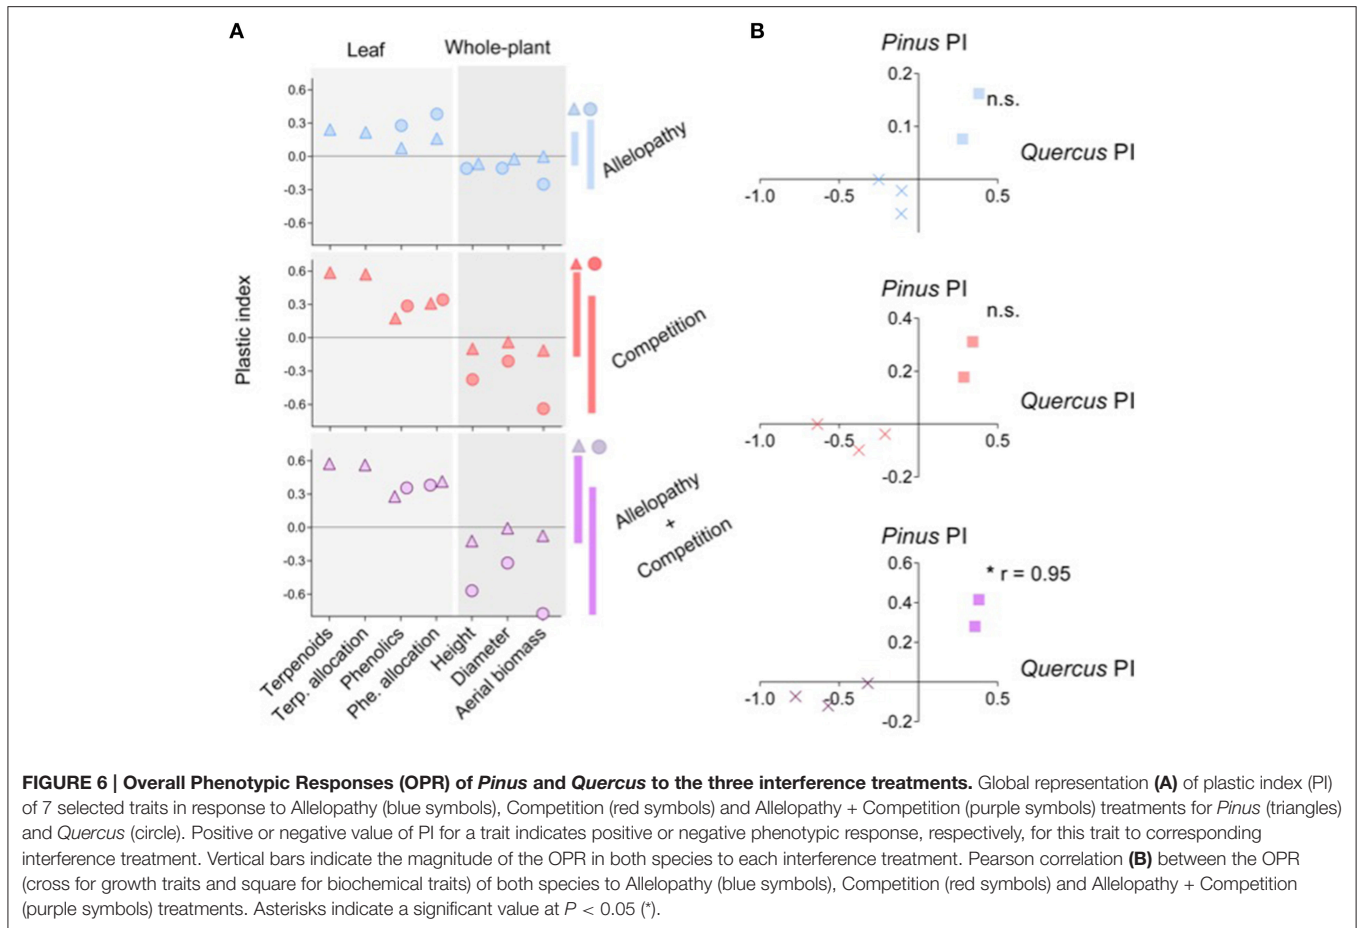 A
Leaf
Whole-plant
0.6
0.3
0.0
-0.3
-0.6
Allelopathy
0.6
0.3
0.0
-0.3
-0.6
Competition
0.6
0.3
0.0
-0.3
-0.6
Allelopathy
+
Competition
Plastic index
Terpenoids
Terp. allocation
Phenolics
Phe. allocation
Height
Diameter
Aerial biomass
B
Pinus PI
0.2
n.s.
0.1
Quercus PI
-1.0
-0.5
0.5
Pinus PI
0.4
n.s.
0.2
Quercus PI
-1.0
-0.5
0.5
-0.2
Pinus PI
0.6
* r = 0.95
0.4
0.2
Quercus PI
-1.0
-0.5
0.5
-0.2
FIGURE 6 | Overall Phenotypic Responses (OPR) of Pinus and Quercus to the three interference treatments. Global representation (A) of plastic index (PI)
of 7 selected traits in response to Allelopathy (blue symbols), Competition (red symbols) and Allelopathy + Competition (purple symbols) treatments for Pinus (triangles)
and Quercus (circle). Positive or negative value of PI for a trait indicates positive or negative phenotypic response, respectively, for this trait to corresponding
interference treatment. Vertical bars indicate the magnitude of the OPR in both species to each interference treatment. Pearson correlation (B) between the OPR
(cross for growth traits and square for biochemical traits) of both species to Allelopathy (blue symbols), Competition (red symbols) and Allelopathy + Competition
(purple symbols) treatments. Asterisks indicate a significant value at P < 0.05 (*).